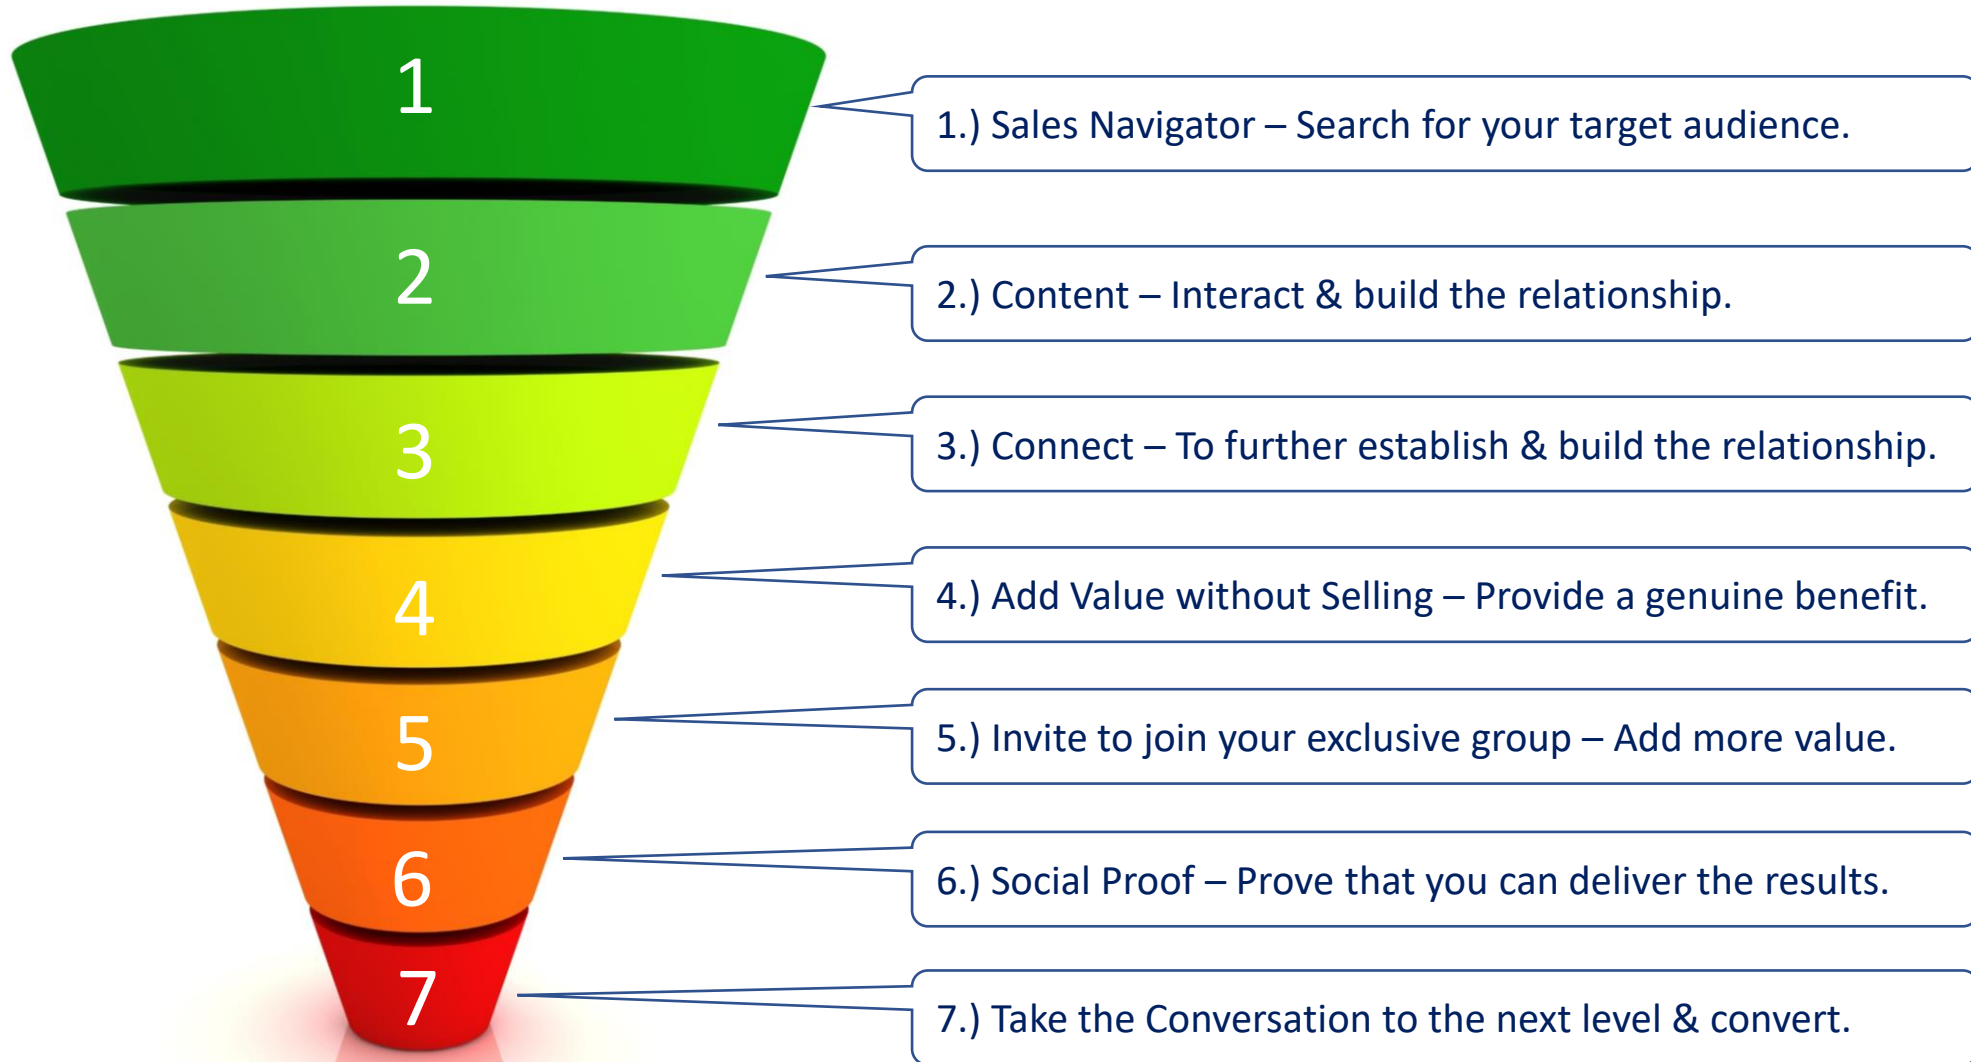 1
1.) Sales Navigator – Search for your target audience.
2
2.) Content – Interact & build the relationship.
3
3.) Connect – To further establish & build the relationship.
4
4.) Add Value without Selling – Provide a genuine benefit.
5
5.) Invite to join your exclusive group – Add more value.
6
6.) Social Proof – Prove that you can deliver the results.
7
7.) Take the Conversation to the next level & convert.